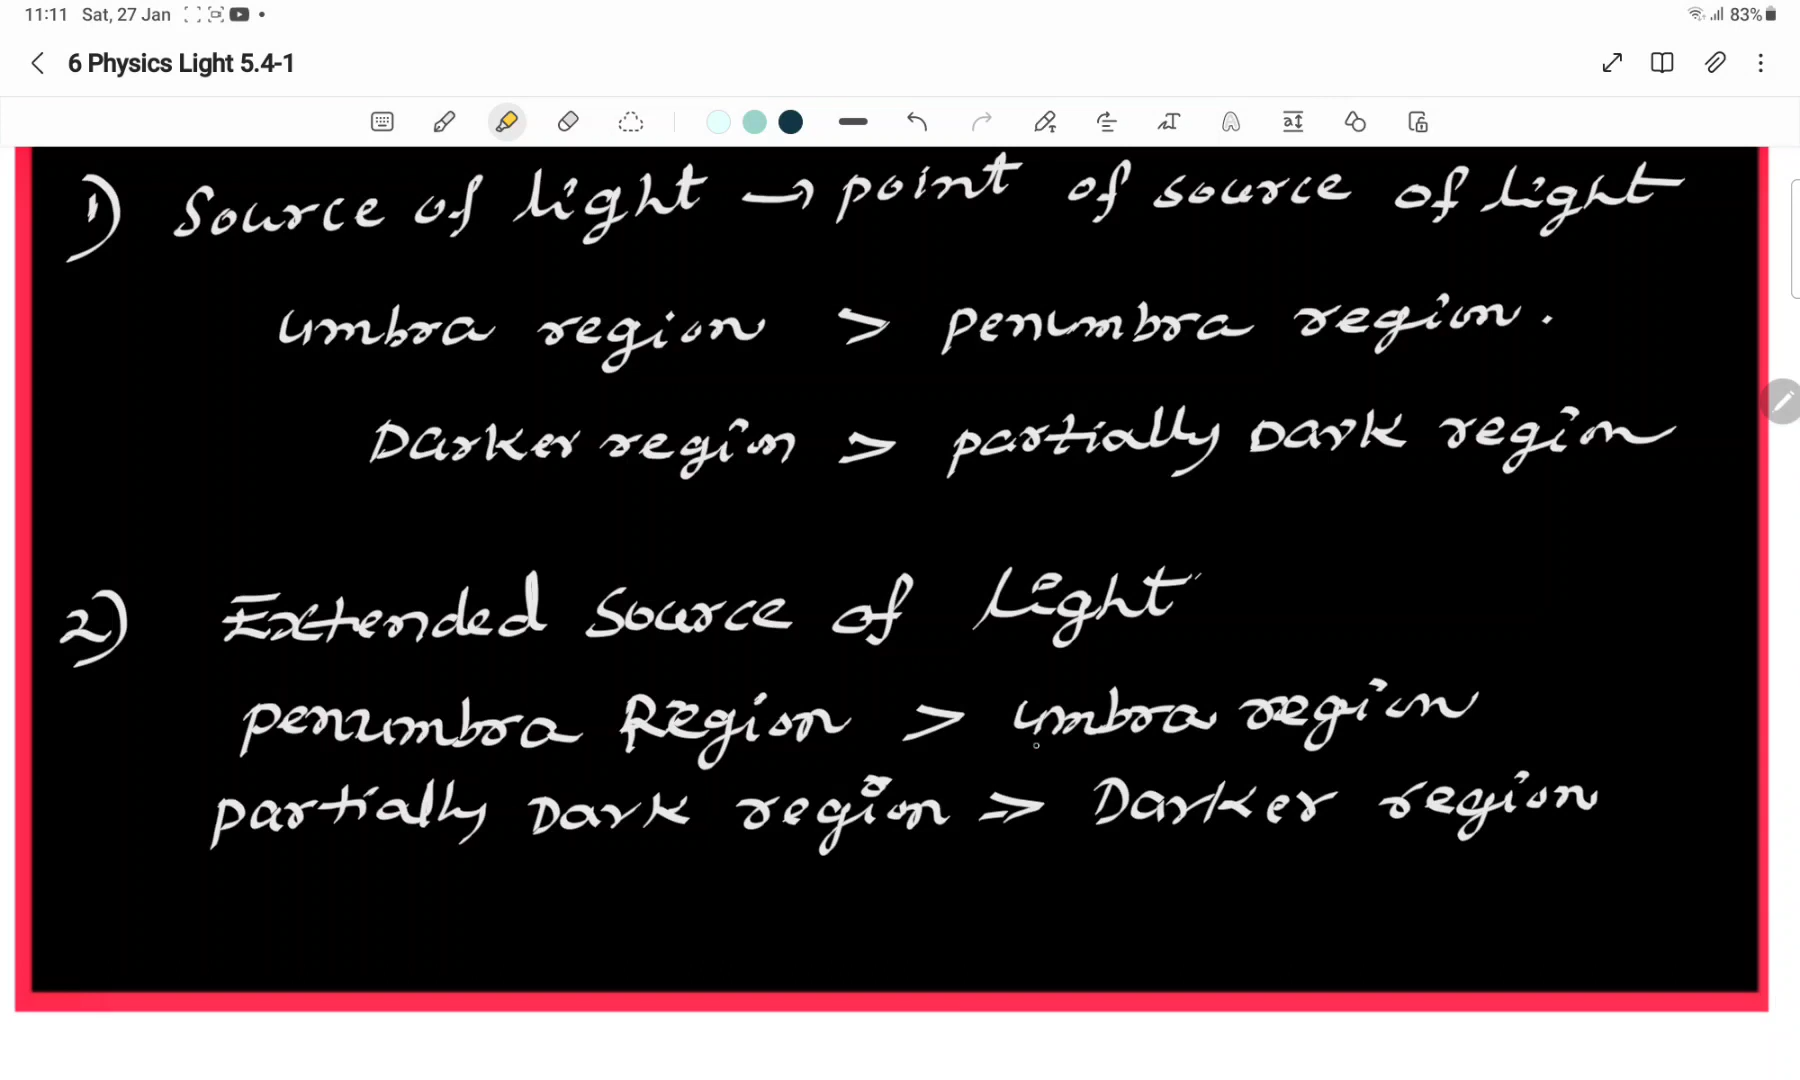 11:11 Sat, 27 Jan
83%
6 Physics Light 5.4-1
1) Source of light → point of source of light
umbra region > penumbra region.
Darker region > partially Dark region
2) Extended Source of Light
penumbra Region > umbra region
partially Dark region > Darker region